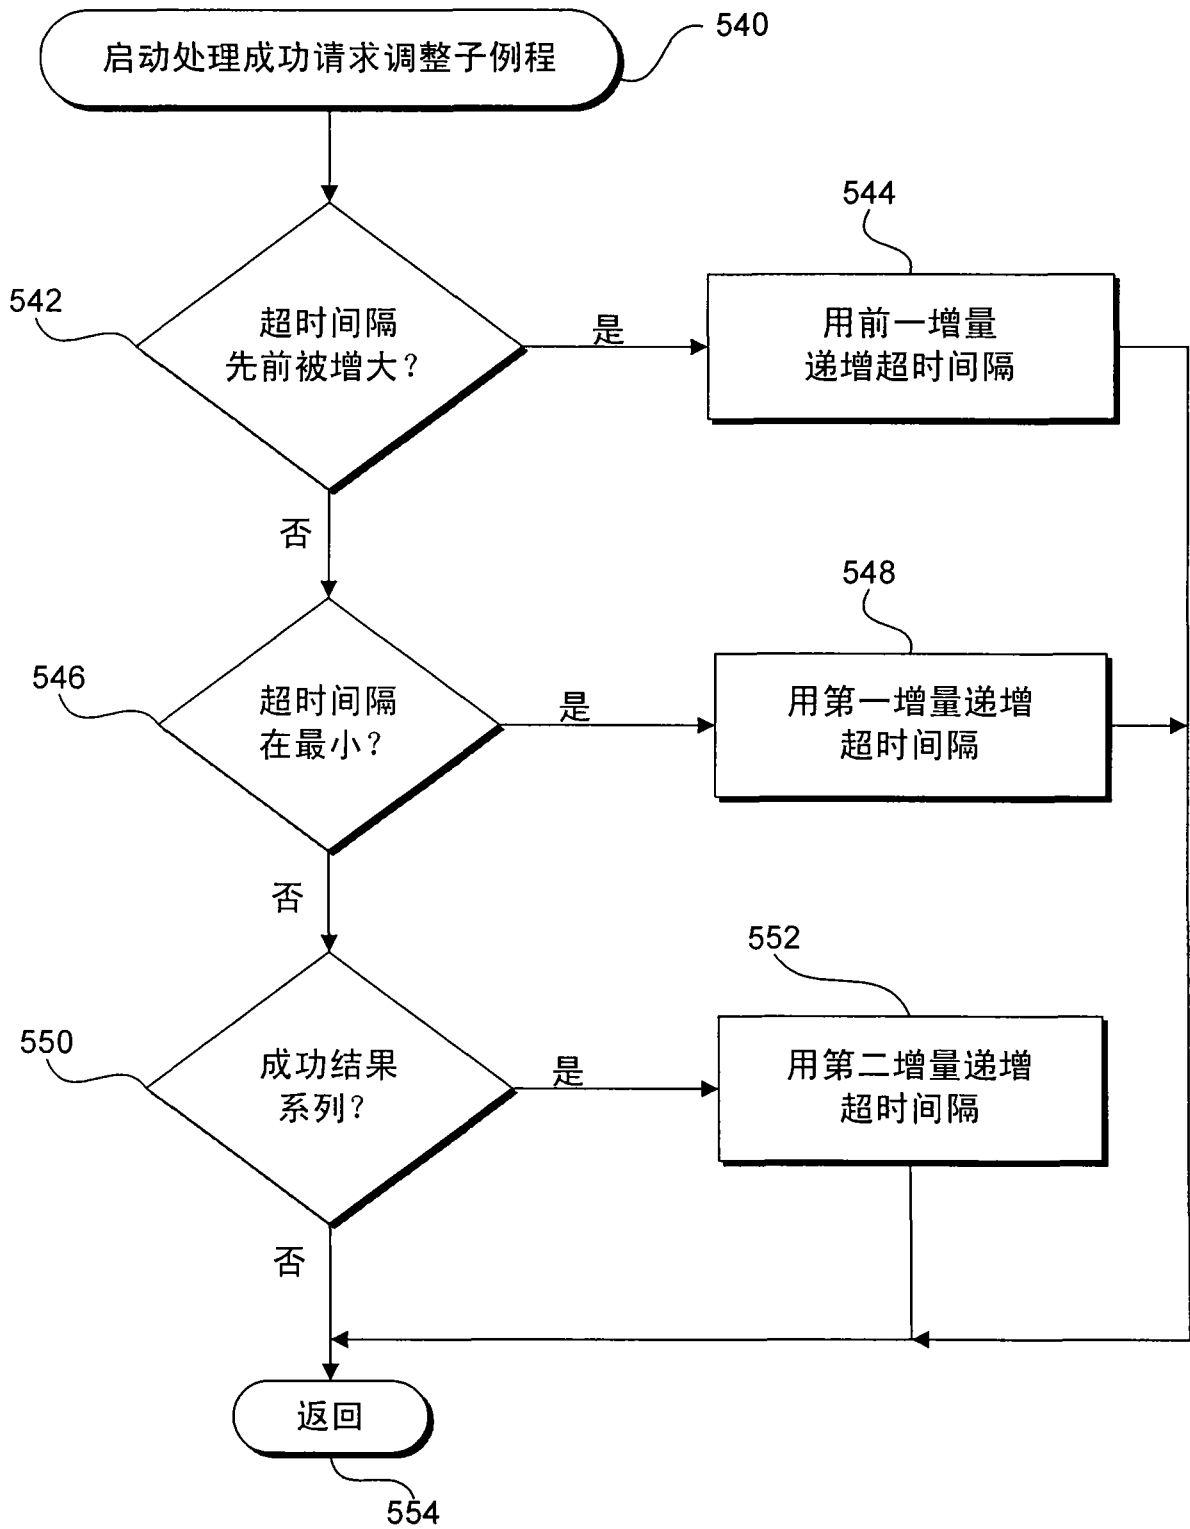 540
启动处理成功请求调整子例程
544
542
超时间隔
先前被增大？
是
用前一增量
递增超时间隔
否
548
546
超时间隔
在最小？
是
用第一增量递增
超时间隔
否
552
550
成功结果
系列？
是
用第二增量递增
超时间隔
否
返回
554